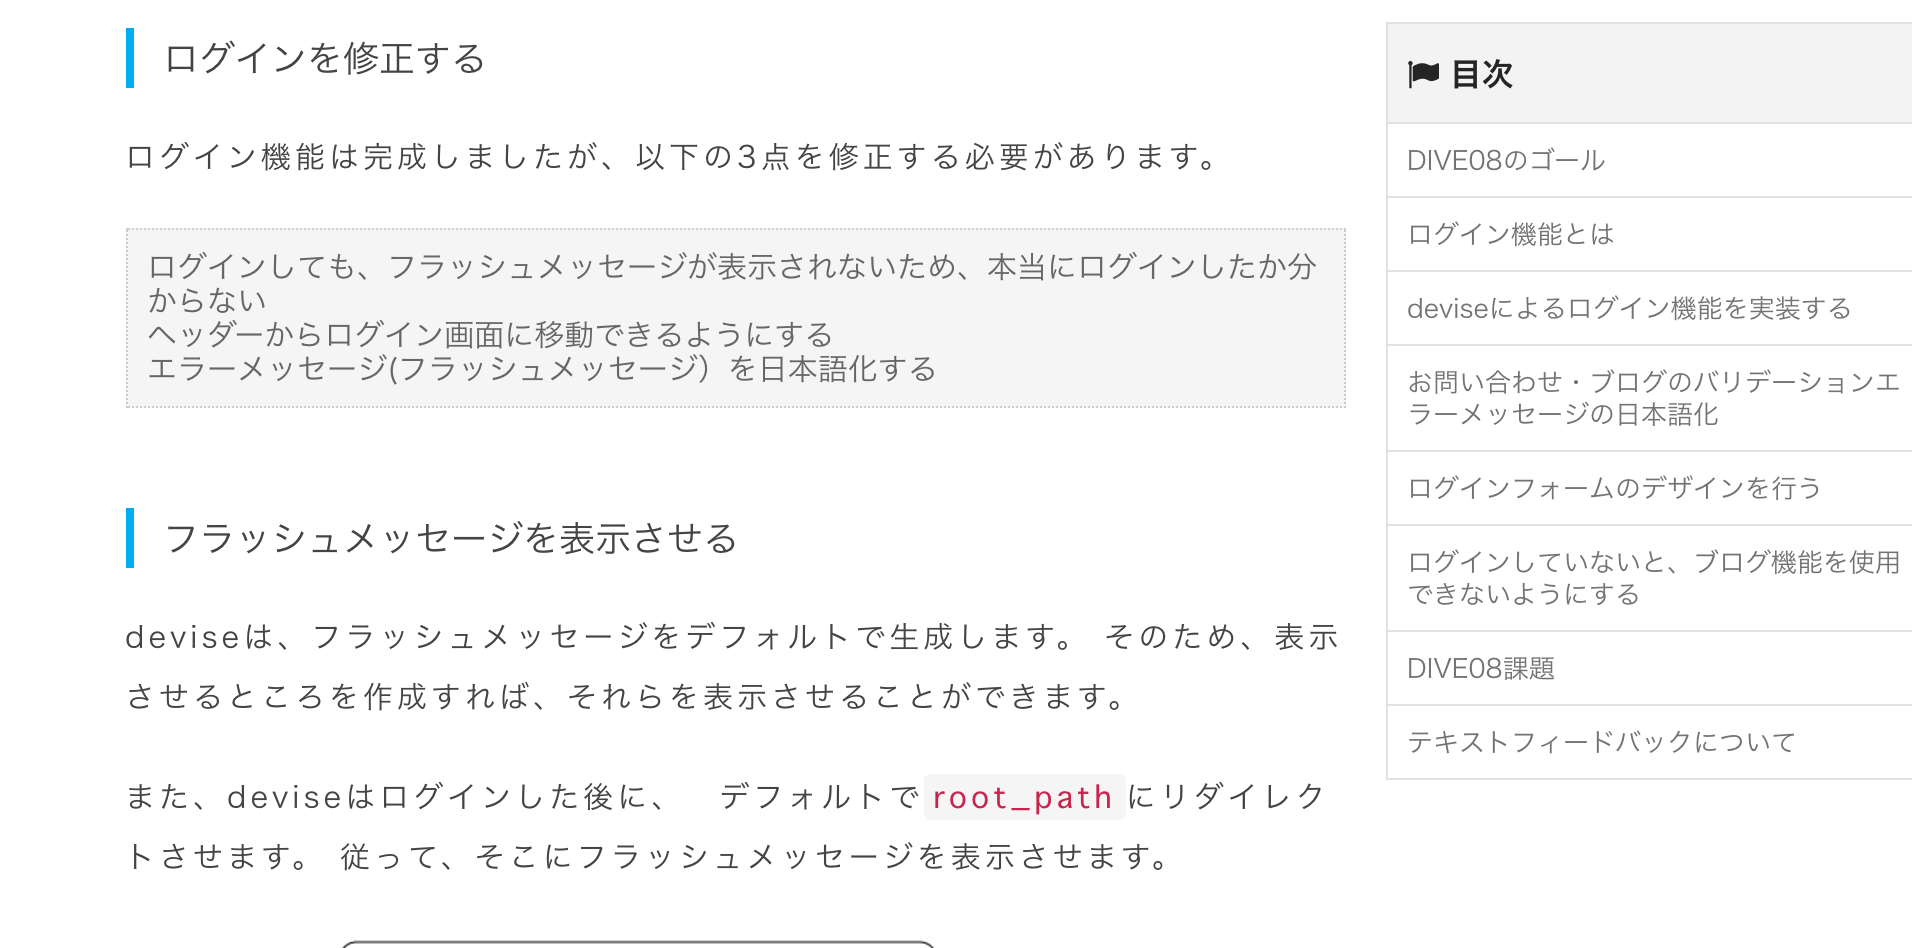 ログインを修正する
ログイン機能は完成しましたが、以下の3点を修正する必要があります。
ログインしても、フラッシュメッセージが表示されないため、本当にログインしたか分
からない
ヘッダーからログイン画面に移動できるようにする
エラーメッセージ(フラッシュメッセージ）を日本語化する
フラッシュメッセージを表示させる
deviseは、フラッシュメッセージをデフォルトで生成します。 そのため、表示
させるところを作成すれば、それらを表示させることができます。
また、deviseはログインした後に、　デフォルトでroot_pathにリダイレク
トさせます。 従って、そこにフラッシュメッセージを表示させます。
目次
DIVE08のゴール
ログイン機能とは
deviseによるログイン機能を実装する
お問い合わせ・ブログのバリデーションエ
ラーメッセージの日本語化
ログインフォームのデザインを行う
ログインしていないと、ブログ機能を使用
できないようにする
DIVE08課題
テキストフィードバックについて